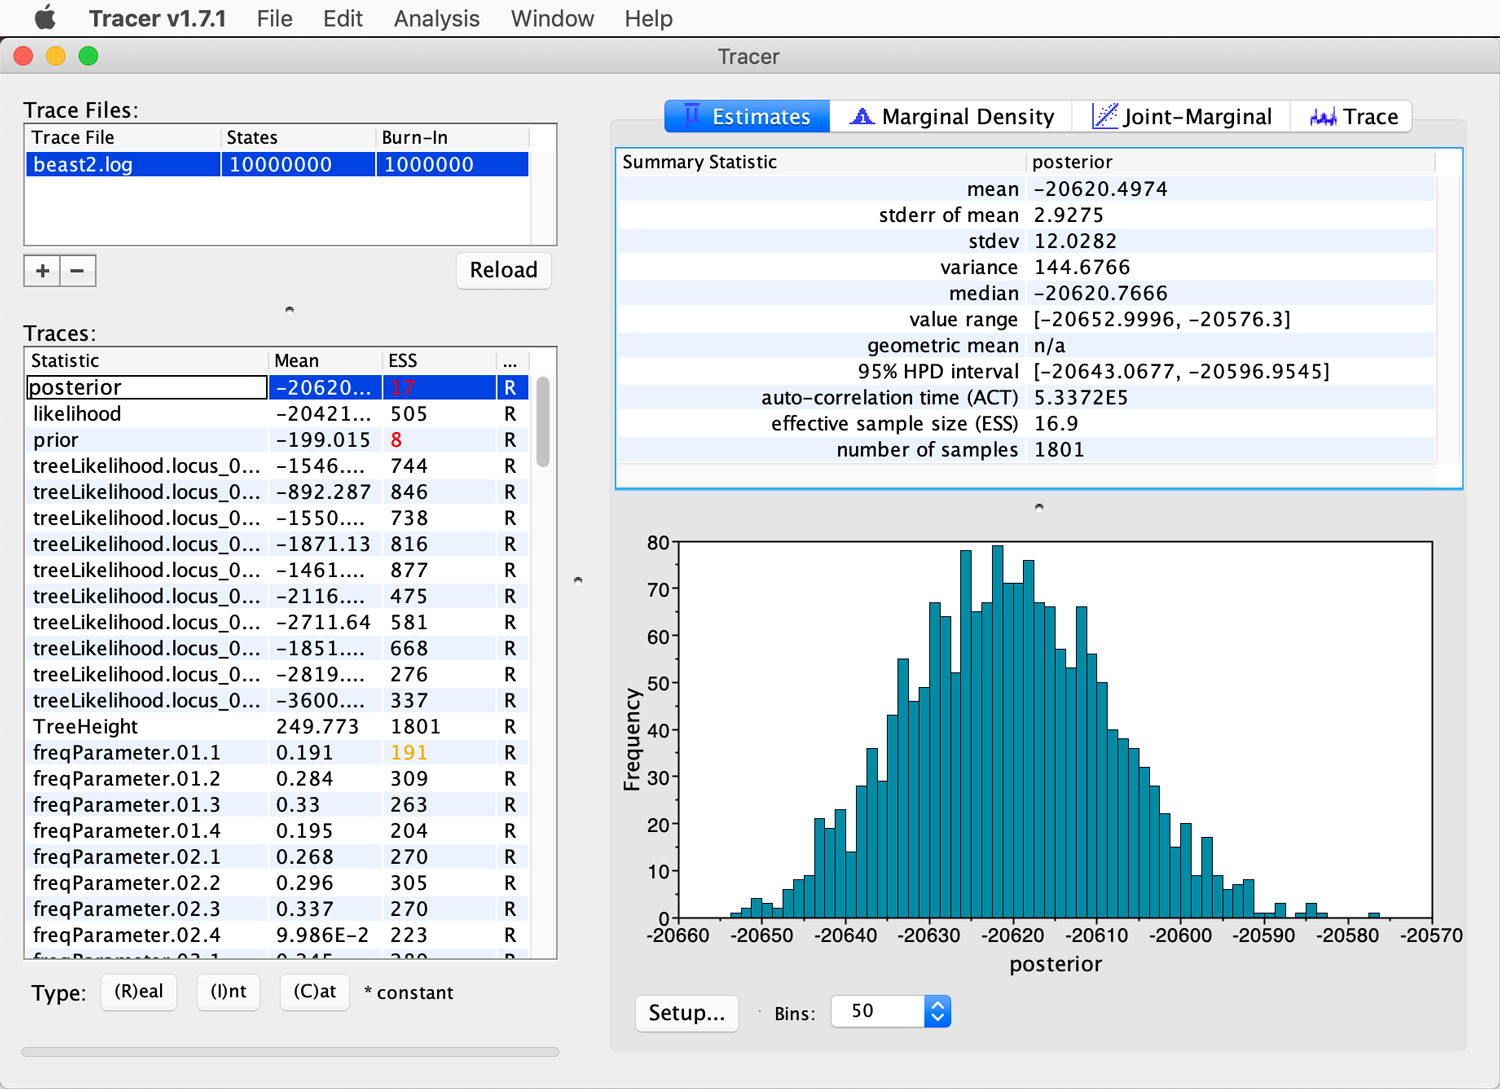 Tracer v1.7.1 File Edit Analysis Window Help
Tracer
Trace Files:
Trace File States Burn-In
beast2.log 10000000 1000000
+ −
Reload
Traces:
Statistic Mean ESS ...
posterior −20620... 17 R
likelihood −20421... 505 R
prior −199.015 8 R
treeLikelihood.locus_0... −1546.... 744 R
treeLikelihood.locus_0... −892.287 846 R
treeLikelihood.locus_0... −1550.... 738 R
treeLikelihood.locus_0... −1871.13 816 R
treeLikelihood.locus_0... −1461.... 877 R
treeLikelihood.locus_0... −2116.... 475 R
treeLikelihood.locus_0... −2711.64 581 R
treeLikelihood.locus_0... −1851.... 668 R
treeLikelihood.locus_0... −2819.... 276 R
treeLikelihood.locus_0... −3600.... 337 R
TreeHeight 249.773 1801 R
freqParameter.01.1 0.191 191 R
freqParameter.01.2 0.284 309 R
freqParameter.01.3 0.33 263 R
freqParameter.01.4 0.195 204 R
freqParameter.02.1 0.268 270 R
freqParameter.02.2 0.296 305 R
freqParameter.02.3 0.337 270 R
freqParameter.02.4 9.986E−2 223 R
Type: (R)eal (I)nt (C)at * constant
Estimates Marginal Density Joint-Marginal Trace
Summary Statistic posterior
mean −20620.4974
stderr of mean 2.9275
stdev 12.0282
variance 144.6766
median −20620.7666
value range [−20652.9996, −20576.3]
geometric mean n/a
95% HPD interval [−20643.0677, −20596.9545]
auto-correlation time (ACT) 5.3372E5
effective sample size (ESS) 16.9
number of samples 1801
Frequency
80
70
60
50
40
30
20
10
0
-20660 -20650 -20640 -20630 -20620 -20610 -20600 -20590 -20580 -20570
posterior
Setup... Bins: 50